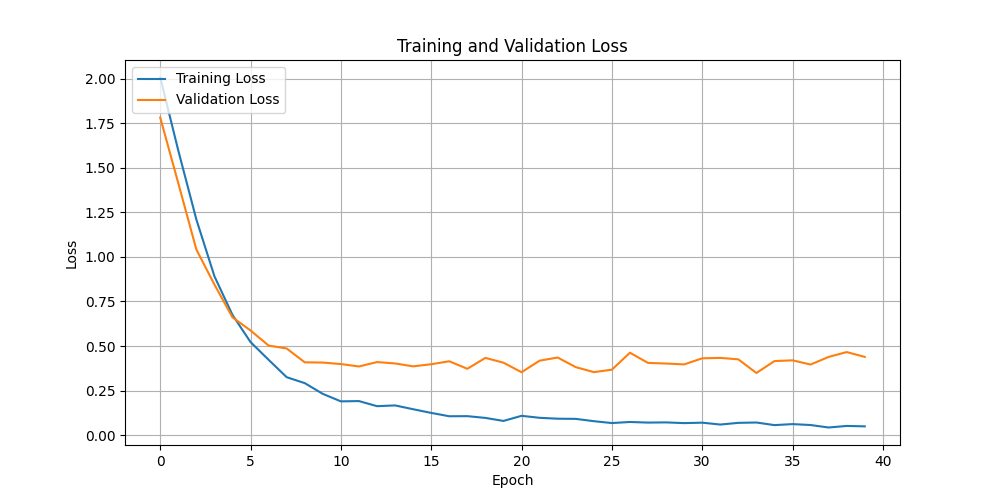 Training and Validation Loss
Training Loss
Validation Loss
2.00
1.75
1.50
1.25
1.00
0.75
0.50
0.25
0.00
Loss
0 5 10 15 20 25 30 35 40
Epoch